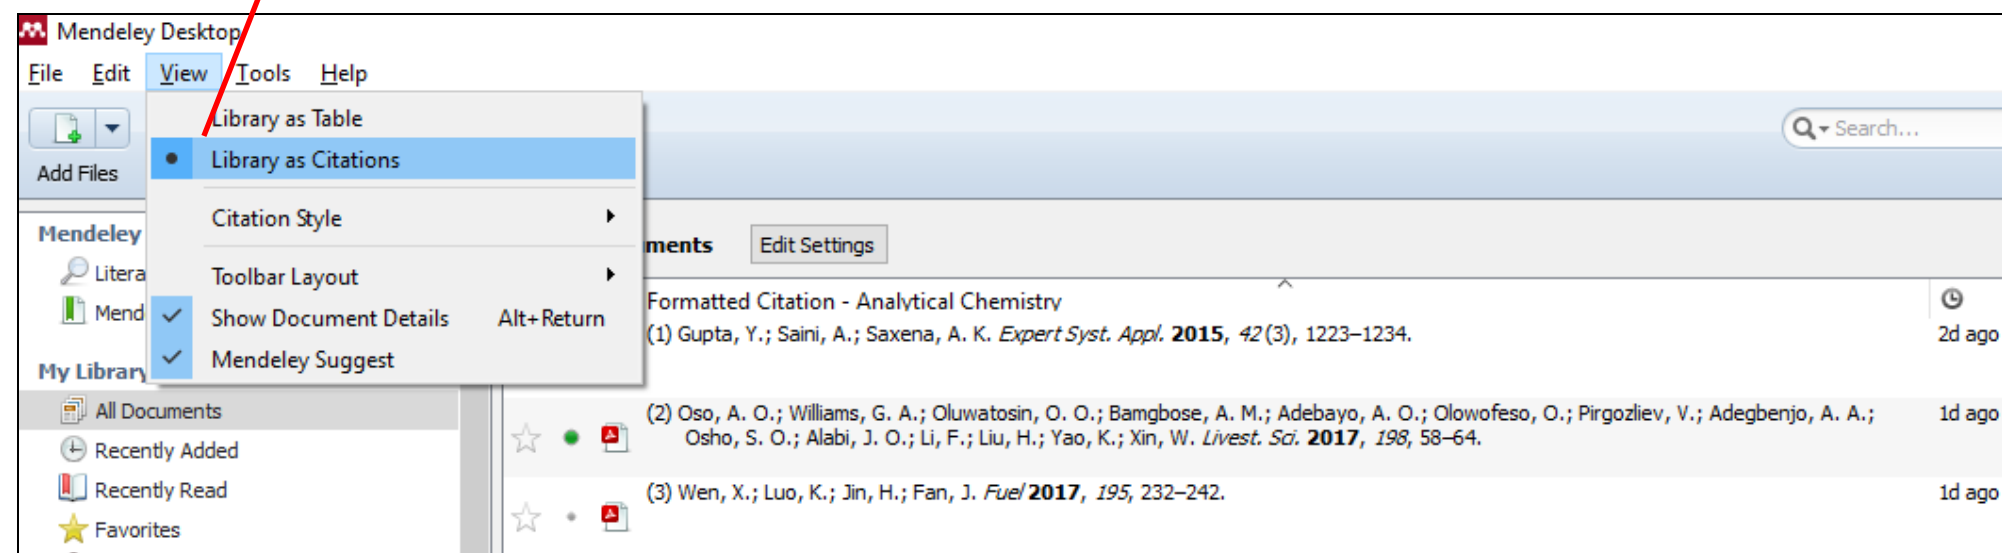 Mendeley Desktop
File Edit View Tools Help
Library as Table
Library as Citations
Citation Style
Toolbar Layout
Show Document Details Alt+Return
Mendeley Suggest
Search...
Add Files
Mendeley
Litera
Mend
My Library
All Documents
Recently Added
Recently Read
Favorites
ments Edit Settings
Formatted Citation - Analytical Chemistry
(1) Gupta, Y.; Saini, A.; Saxena, A. K. Expert Syst. Appl. 2015, 42 (3), 1223–1234. 2d ago
(2) Oso, A. O.; Williams, G. A.; Oluwatosin, O. O.; Bamgbose, A. M.; Adebayo, A. O.; Olowofeso, O.; Pirgozliev, V.; Adegbenjo, A. A.; 1d ago
Osho, S. O.; Alabi, J. O.; Li, F.; Liu, H.; Yao, K.; Xin, W. Livest. Sci. 2017, 198, 58–64.
(3) Wen, X.; Luo, K.; Jin, H.; Fan, J. Fuel 2017, 195, 232–242. 1d ago